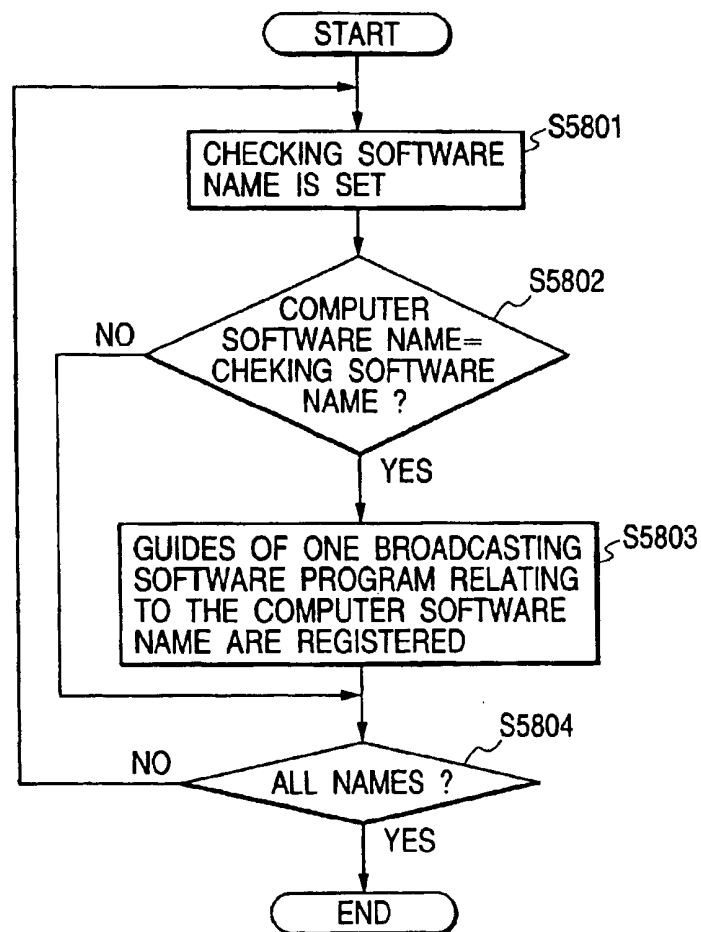 START
S5801
CHECKING SOFTWARE
NAME IS SET
S5802
COMPUTER
SOFTWARE NAME=
CHEKING SOFTWARE
NAME ?
NO
YES
S5803
GUIDES OF ONE BROADCASTING
SOFTWARE PROGRAM RELATING
TO THE COMPUTER SOFTWARE
NAME ARE REGISTERED
S5804
NO
ALL NAMES ?
YES
END